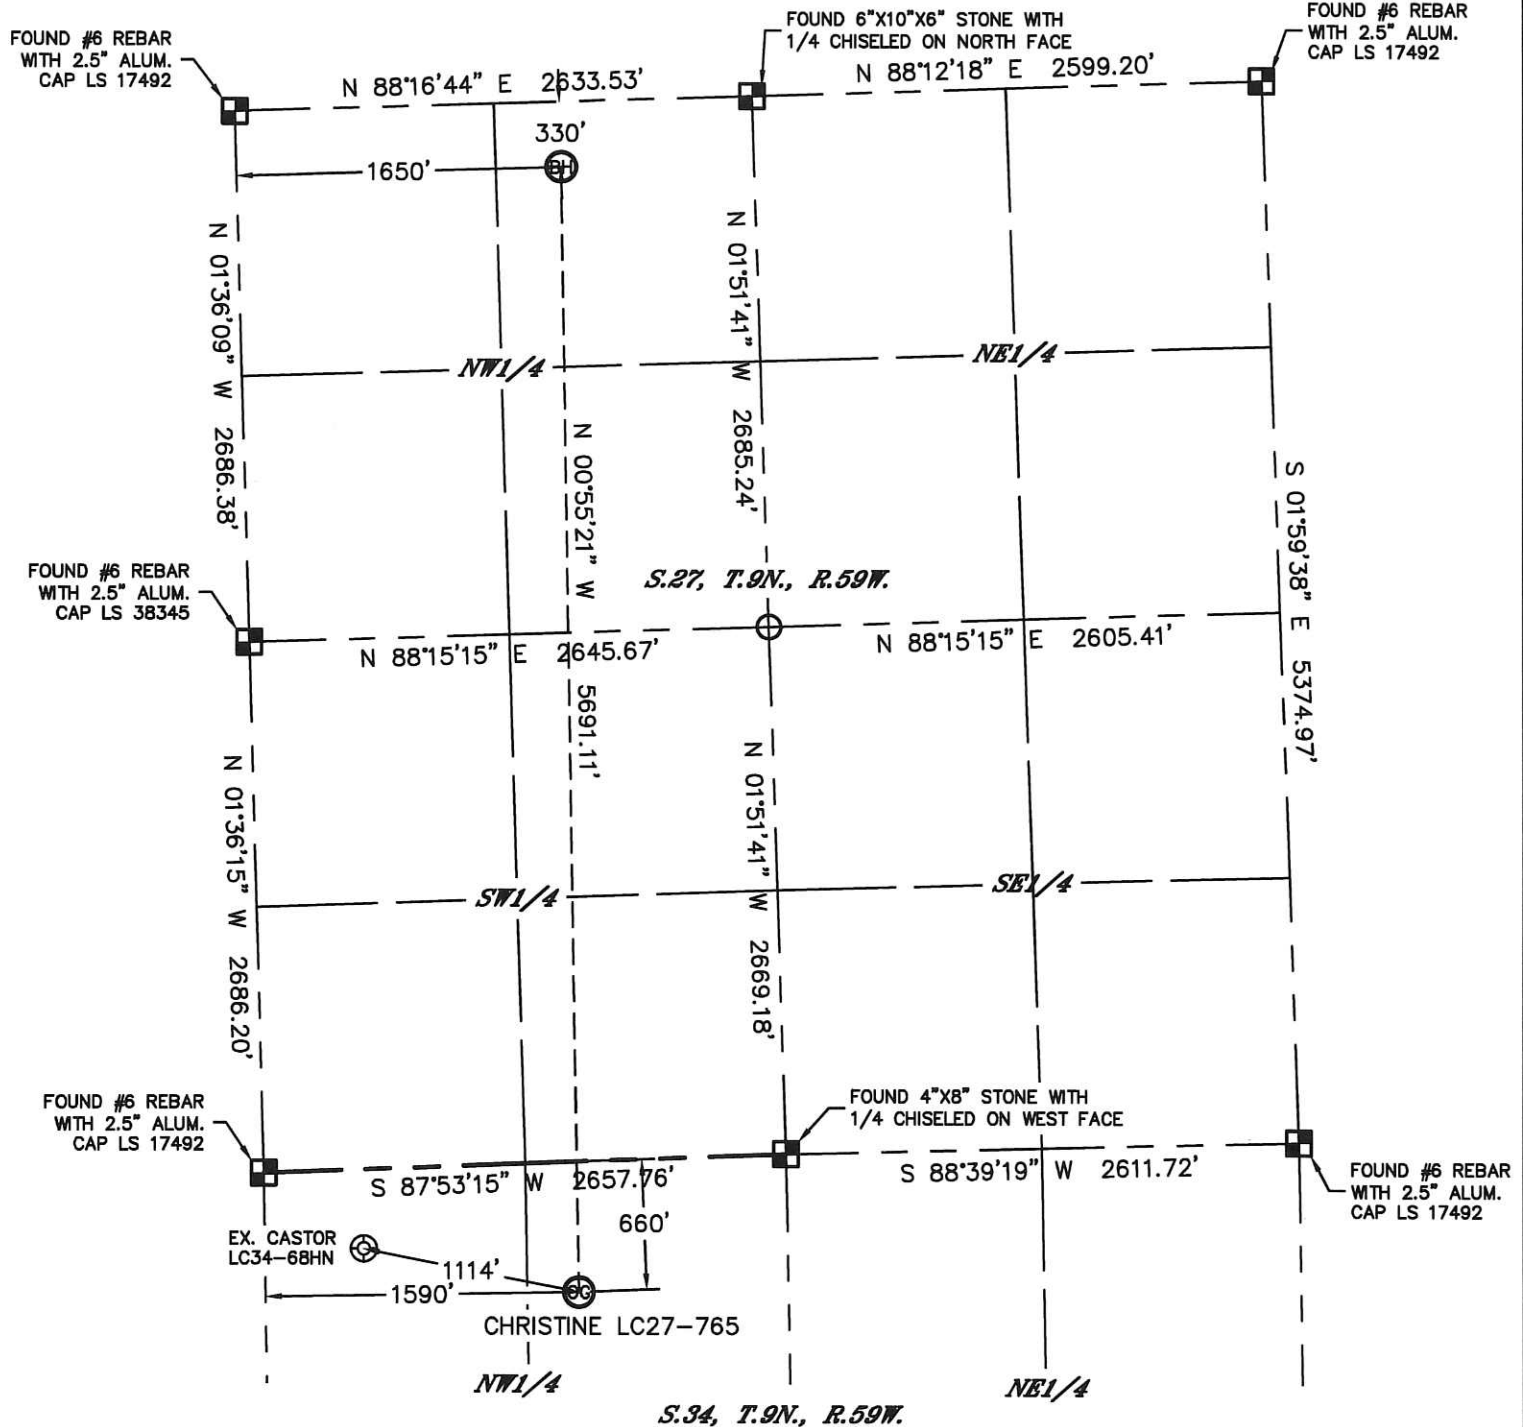 FOUND #6 REBAR
WITH 2.5" ALUM.
CAP LS 17492
FOUND 6"X10"X6" STONE WITH
1/4 CHISELED ON NORTH FACE
FOUND #6 REBAR
WITH 2.5" ALUM.
CAP LS 17492
N 88°16'44" E 2633.53'
N 88°12'18" E 2599.20'
330'
BH
1650'
N 01°36'09" W 2686.38'
N 01°51'41" W 2685.24'
NW1/4
NE1/4
N 00°55'21" W 5691.11'
S 01°59'38" E 5374.97'
S.27, T.9N., R.59W.
FOUND #6 REBAR
WITH 2.5" ALUM.
CAP LS 38345
N 88°15'15" E 2645.67'
N 88°15'15" E 2605.41'
N 01°36'15" W 2686.20'
N 01°51'41" W 2669.18'
SW1/4
SE1/4
FOUND #6 REBAR
WITH 2.5" ALUM.
CAP LS 17492
FOUND 4"X8" STONE WITH
1/4 CHISELED ON WEST FACE
S 87°53'15" W 2657.76'
S 88°39'19" W 2611.72'
FOUND #6 REBAR
WITH 2.5" ALUM.
CAP LS 17492
660'
EX. CASTOR
LC34-68HN
1114'
1590'
CHRISTINE LC27-765
NW1/4
NE1/4
S.34, T.9N., R.59W.